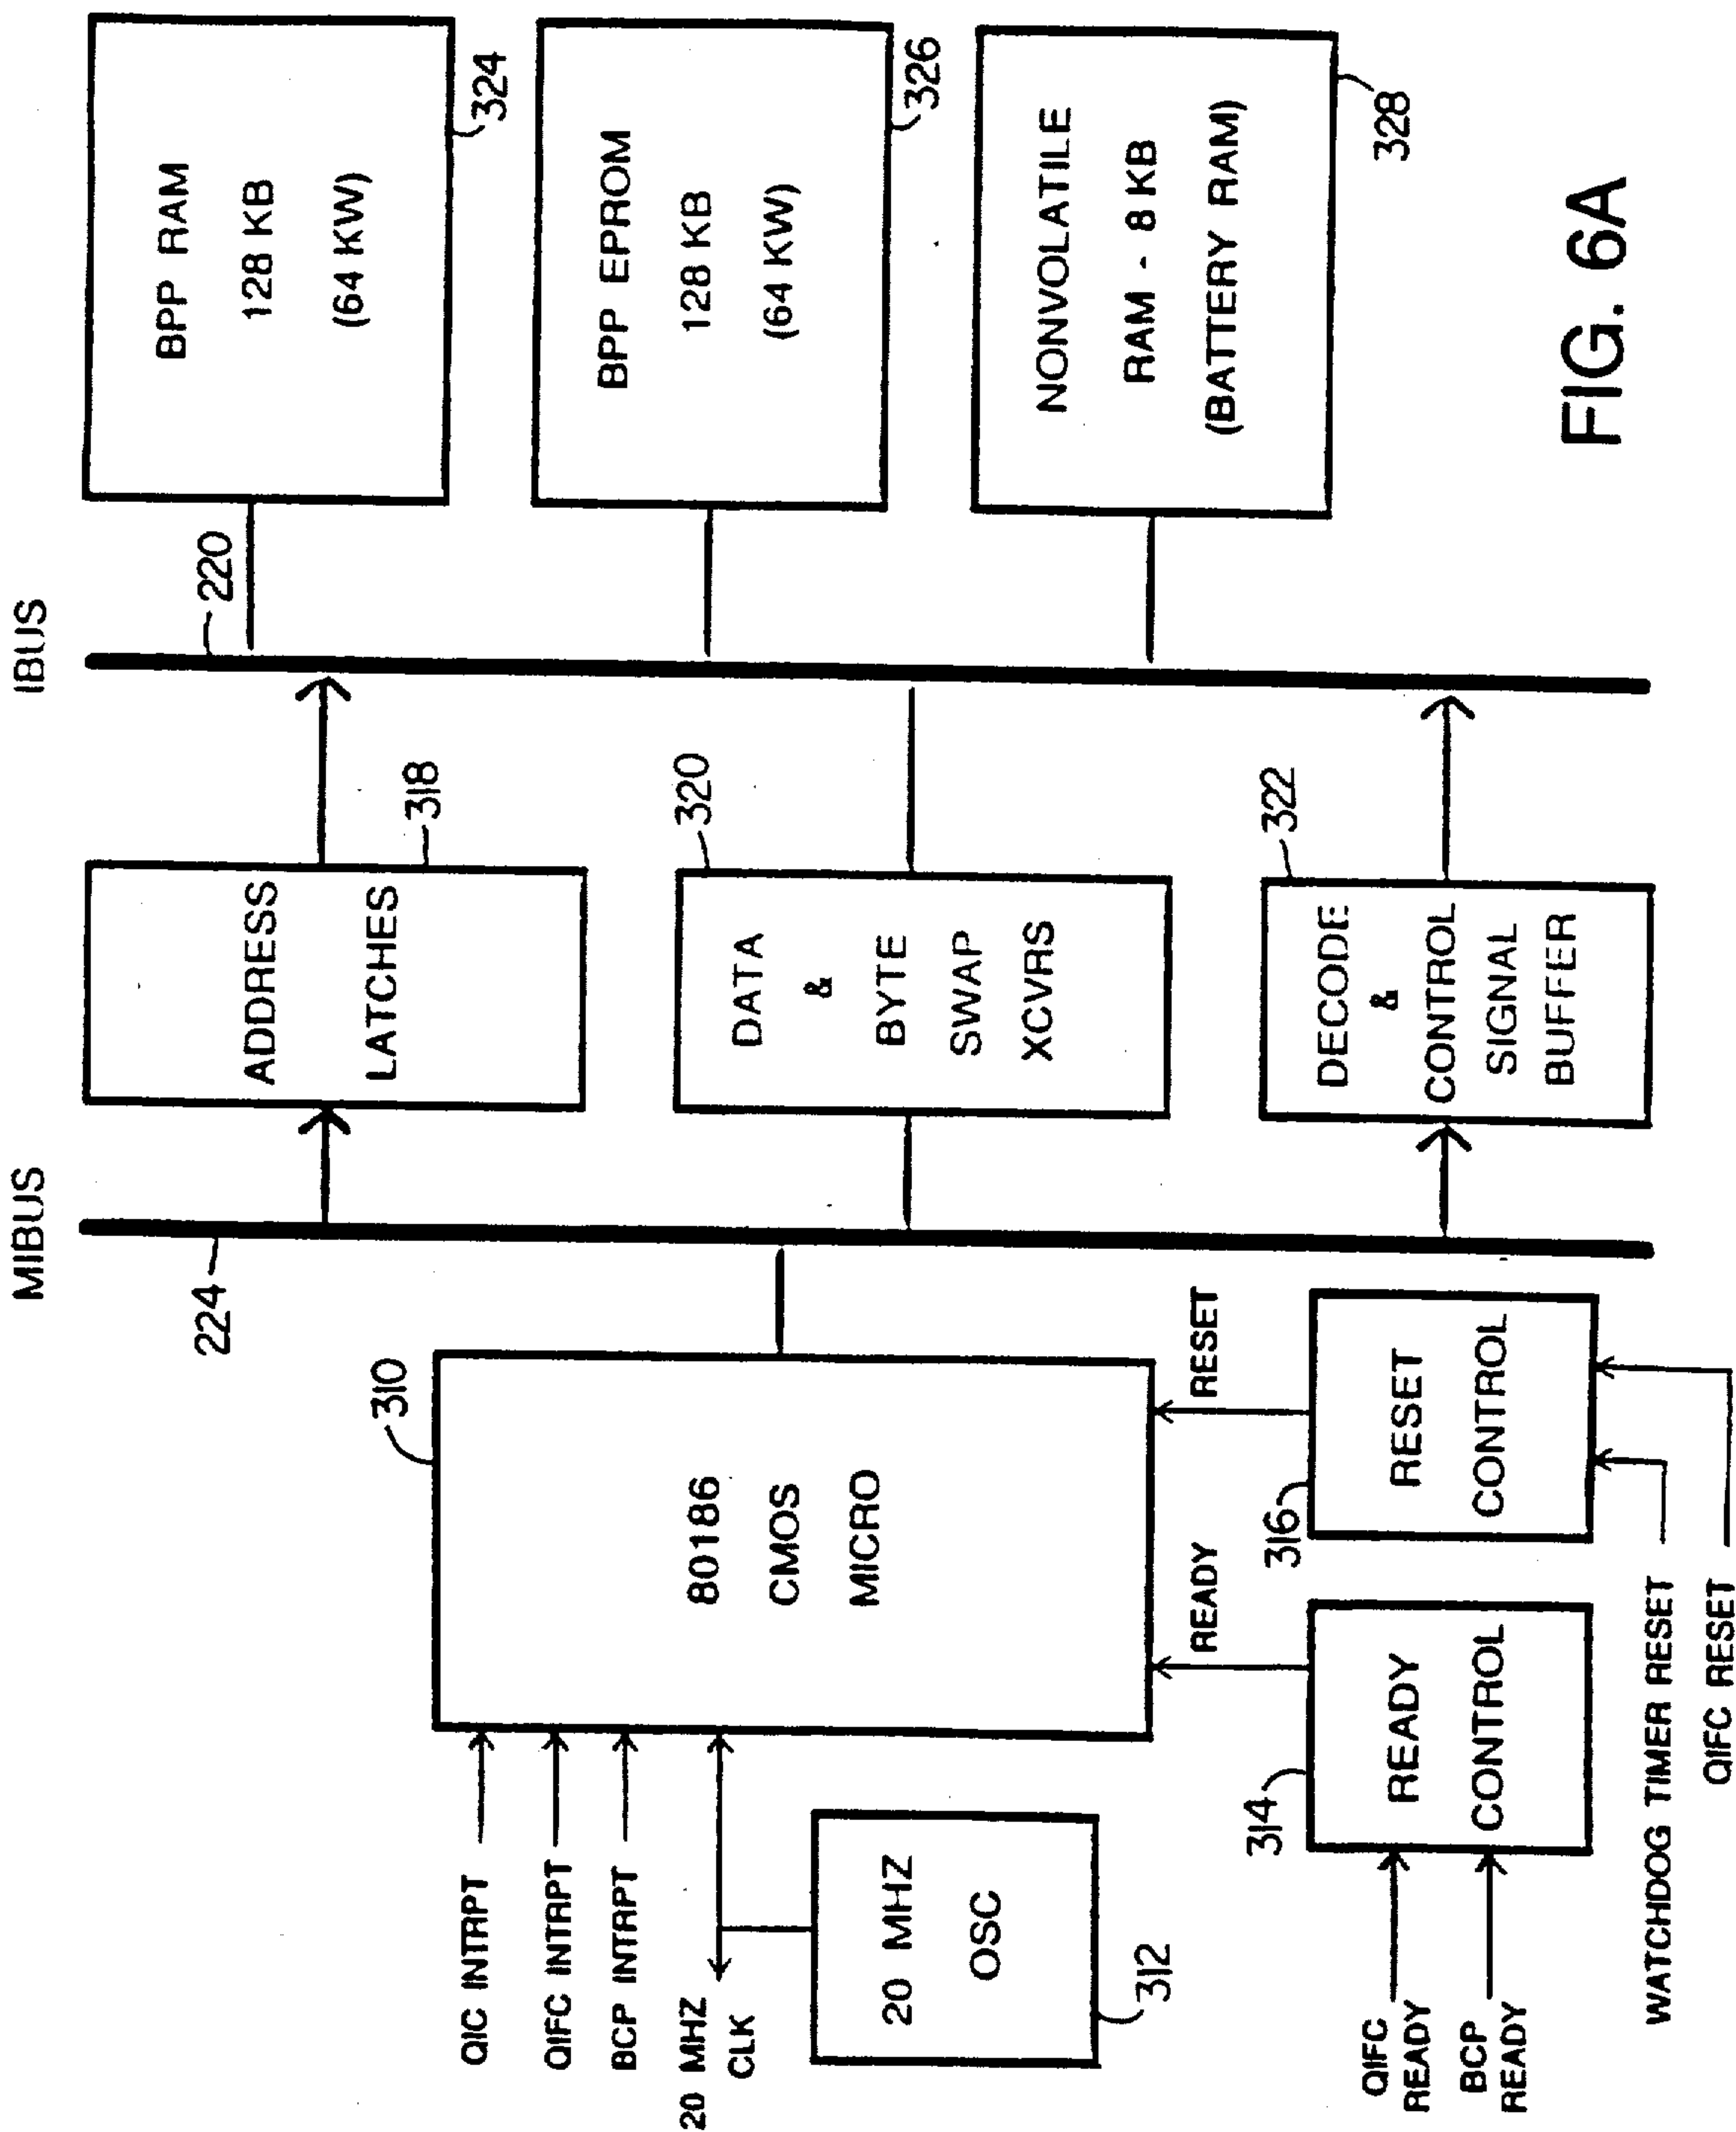 MIBUS
IBUS
224
220
310
QIC INTRPT
QIFC INTRPT
BCP INTRPT
20 MHZ
CLK
80186
CMOS
MICRO
20 MHZ
OSC
312
READY
RESET
314
316
QIFC
READY
BCP
READY
READY
CONTROL
RESET
CONTROL
WATCHDOG TIMER RESET
QIFC RESET
ADDRESS
LATCHES
318
320
DATA
&
BYTE
SWAP
XCVRS
322
DECODE
&
CONTROL
SIGNAL
BUFFER
BPP RAM
128 KB
(64 KW)
324
BPP EPROM
128 KB
(64 KW)
326
NONVOLATILE
RAM - 8 KB
(BATTERY RAM)
328
FIG. 6A